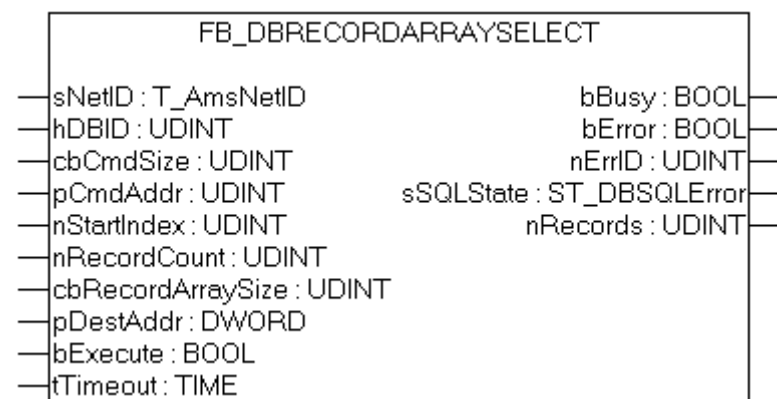 FB_DBRECORDARRAYSELECT
sNetID : T_AmsNetID bBusy : BOOL
hDBID : UDINT bError : BOOL
cbCmdSize : UDINT nErrID : UDINT
pCmdAddr : UDINT sSQLState : ST_DBSQLError
nStartIndex : UDINT nRecords : UDINT
nRecordCount : UDINT
cbRecordArraySize : UDINT
pDestAddr : DWORD
bExecute : BOOL
tTimeout : TIME